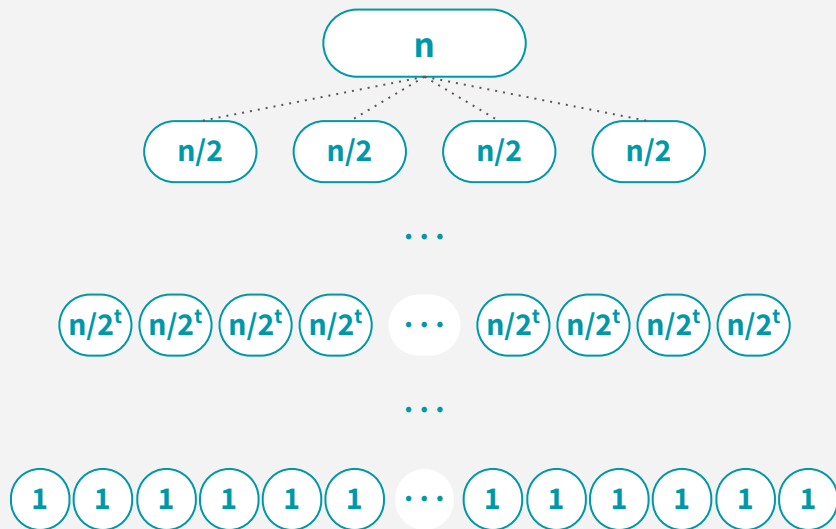 n
n/2 n/2 n/2 n/2
...
n/2ᵗ n/2ᵗ n/2ᵗ n/2ᵗ ... n/2ᵗ n/2ᵗ n/2ᵗ n/2ᵗ
...
1 1 1 1 1 1 ... 1 1 1 1 1 1